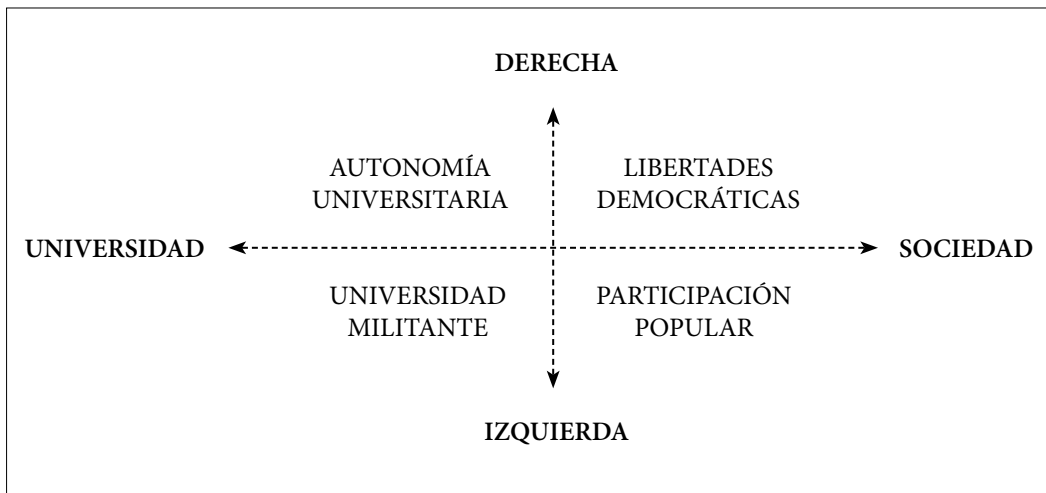 DERECHA
AUTONOMÍA
UNIVERSITARIA
LIBERTADES
DEMOCRÁTICAS
UNIVERSIDAD
SOCIEDAD
UNIVERSIDAD
MILITANTE
PARTICIPACIÓN
POPULAR
IZQUIERDA